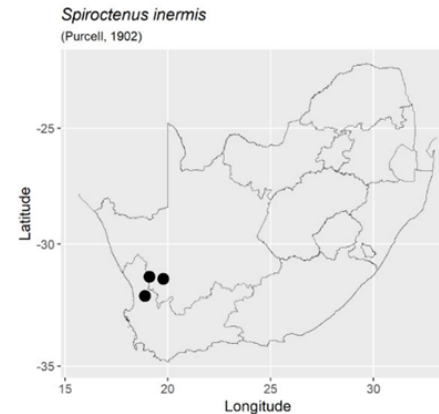 Spiroctenus inermis
(Purcell, 1902)
-25
-30
-35
Latitude
15 20 25 30
Longitude